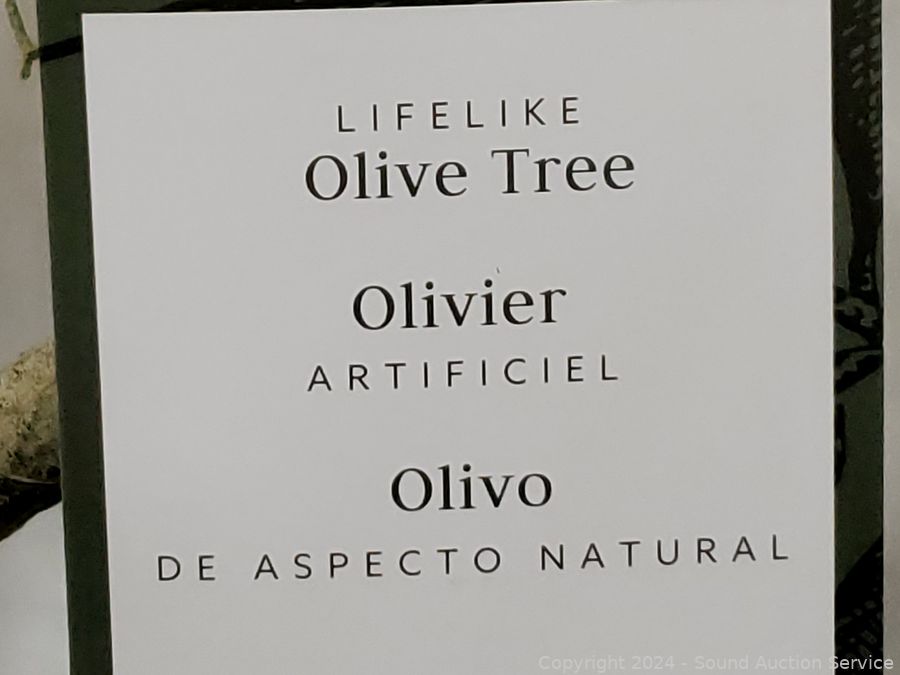 LIFELIKE
Olive Tree
Olivier
ARTIFICIEL
Olivo
DE ASPECTO NATURAL
Copyright 2024 - Sound Auction Service